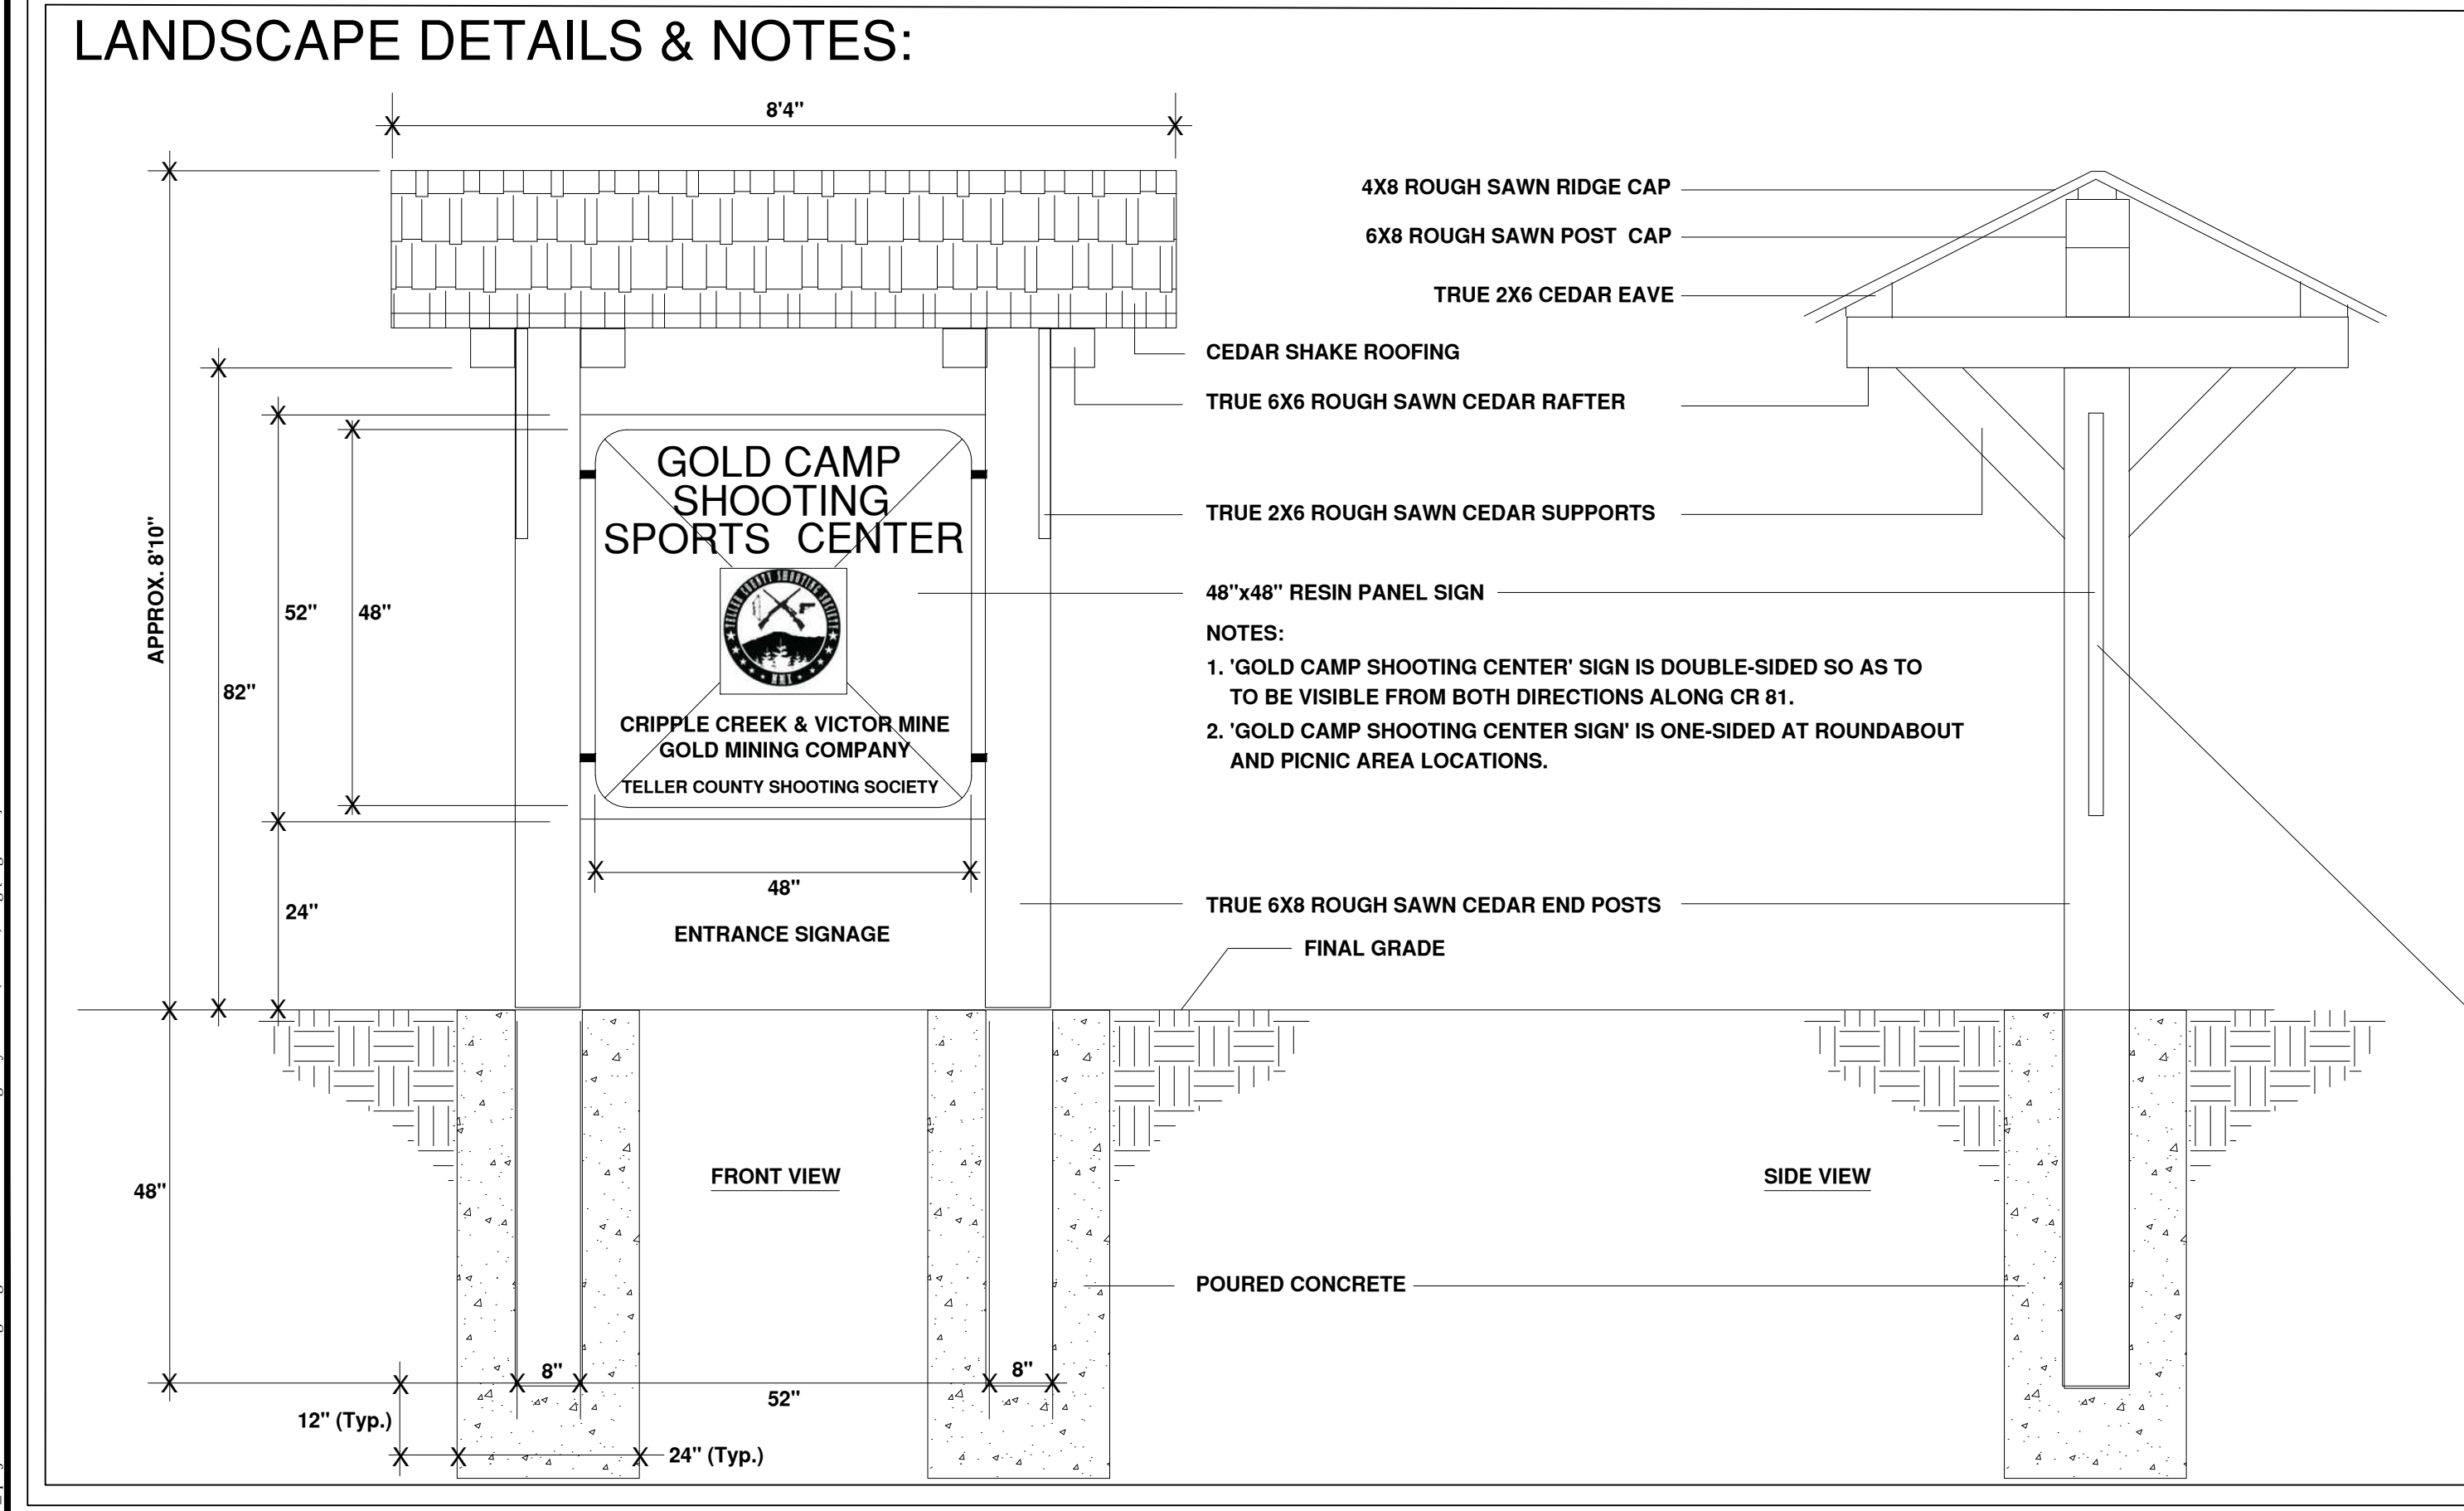 LANDSCAPE DETAILS & NOTES:
8'4"
4X8 ROUGH SAWN RIDGE CAP
6X8 ROUGH SAWN POST CAP
TRUE 2X6 CEDAR EAVE
CEDAR SHAKE ROOFING
TRUE 6X6 ROUGH SAWN CEDAR RAFTER
GOLD CAMP
SHOOTING
SPORTS CENTER
TRUE 2X6 ROUGH SAWN CEDAR SUPPORTS
APPROX. 8'10"
52"
48"
82"
TELLER COUNTY SHOOTING SOCIETY
MMX
48"x48" RESIN PANEL SIGN
NOTES:
1. 'GOLD CAMP SHOOTING CENTER' SIGN IS DOUBLE-SIDED SO AS TO
TO BE VISIBLE FROM BOTH DIRECTIONS ALONG CR 81.
2. 'GOLD CAMP SHOOTING CENTER SIGN' IS ONE-SIDED AT ROUNDABOUT
AND PICNIC AREA LOCATIONS.
CRIPPLE CREEK & VICTOR MINE
GOLD MINING COMPANY
TELLER COUNTY SHOOTING SOCIETY
48"
24"
TRUE 6X8 ROUGH SAWN CEDAR END POSTS
ENTRANCE SIGNAGE
FINAL GRADE
48"
FRONT VIEW
SIDE VIEW
POURED CONCRETE
8"
8"
52"
12" (Typ.)
24" (Typ.)